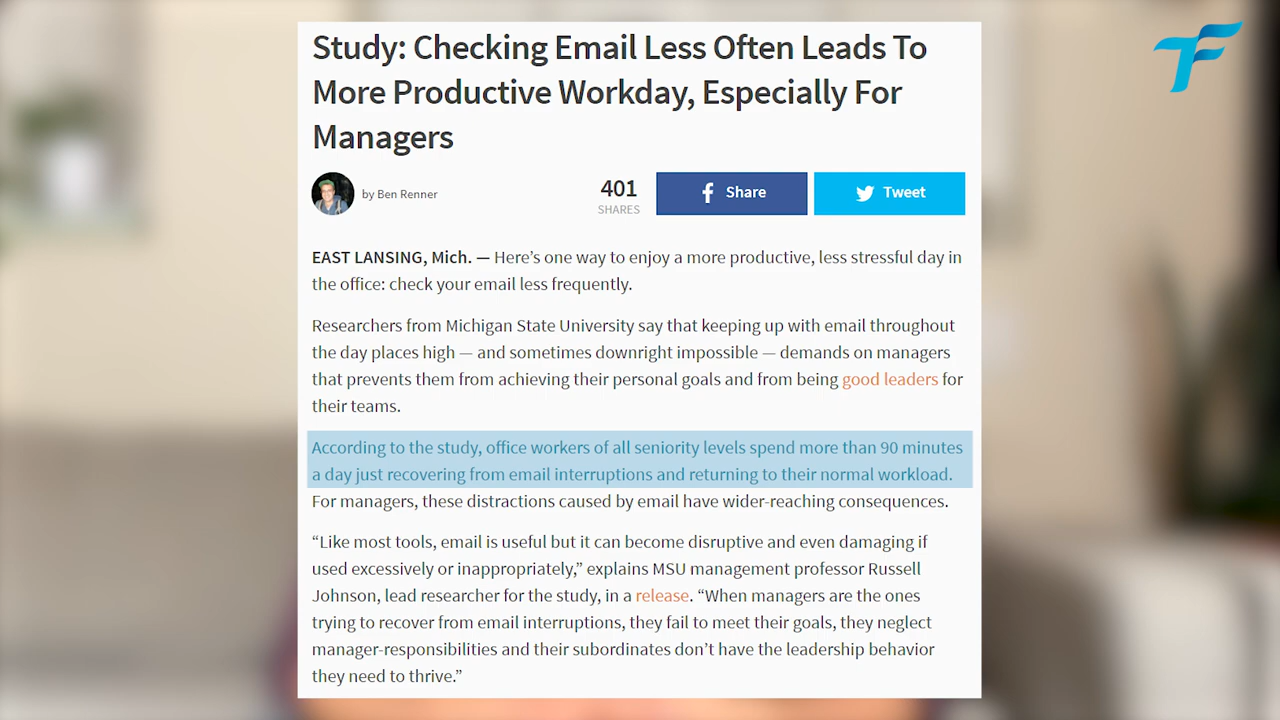 Study: Checking Email Less Often Leads To
More Productive Workday, Especially For
Managers
by Ben Renner
401
SHARES
Share
Tweet
EAST LANSING, Mich. — Here’s one way to enjoy a more productive, less stressful day in
the office: check your email less frequently.
Researchers from Michigan State University say that keeping up with email throughout
the day places high — and sometimes downright impossible — demands on managers
that prevents them from achieving their personal goals and from being good leaders for
their teams.
According to the study, office workers of all seniority levels spend more than 90 minutes
a day just recovering from email interruptions and returning to their normal workload.
For managers, these distractions caused by email have wider-reaching consequences.
“Like most tools, email is useful but it can become disruptive and even damaging if
used excessively or inappropriately,” explains MSU management professor Russell
Johnson, lead researcher for the study, in a release. “When managers are the ones
trying to recover from email interruptions, they fail to meet their goals, they neglect
manager-responsibilities and their subordinates don’t have the leadership behavior
they need to thrive.”